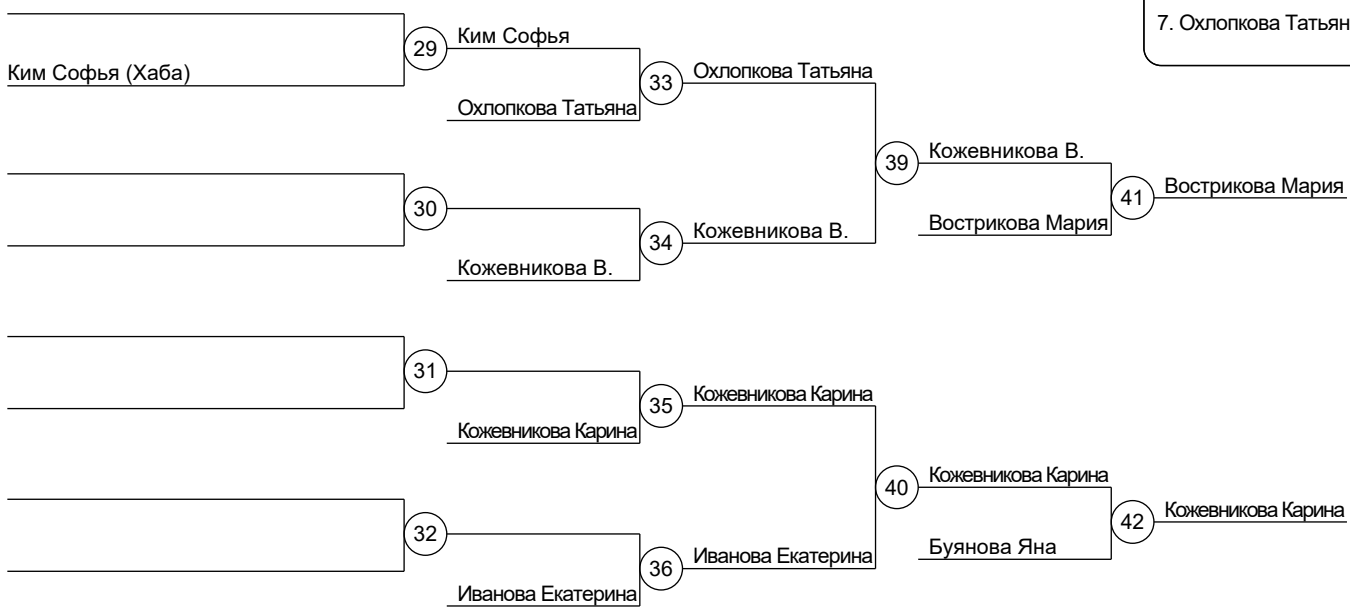 7. Охлопкова Татьян
29
Ким Софья
Ким Софья (Хаба)
33
Охлопкова Татьяна
Охлопкова Татьяна
39
Кожевникова В.
41
Вострикова Мария
30
34
Кожевникова В.
Вострикова Мария
Кожевникова В.
31
35
Кожевникова Карина
Кожевникова Карина
40
Кожевникова Карина
42
Кожевникова Карина
32
36
Иванова Екатерина
Буянова Яна
Иванова Екатерина